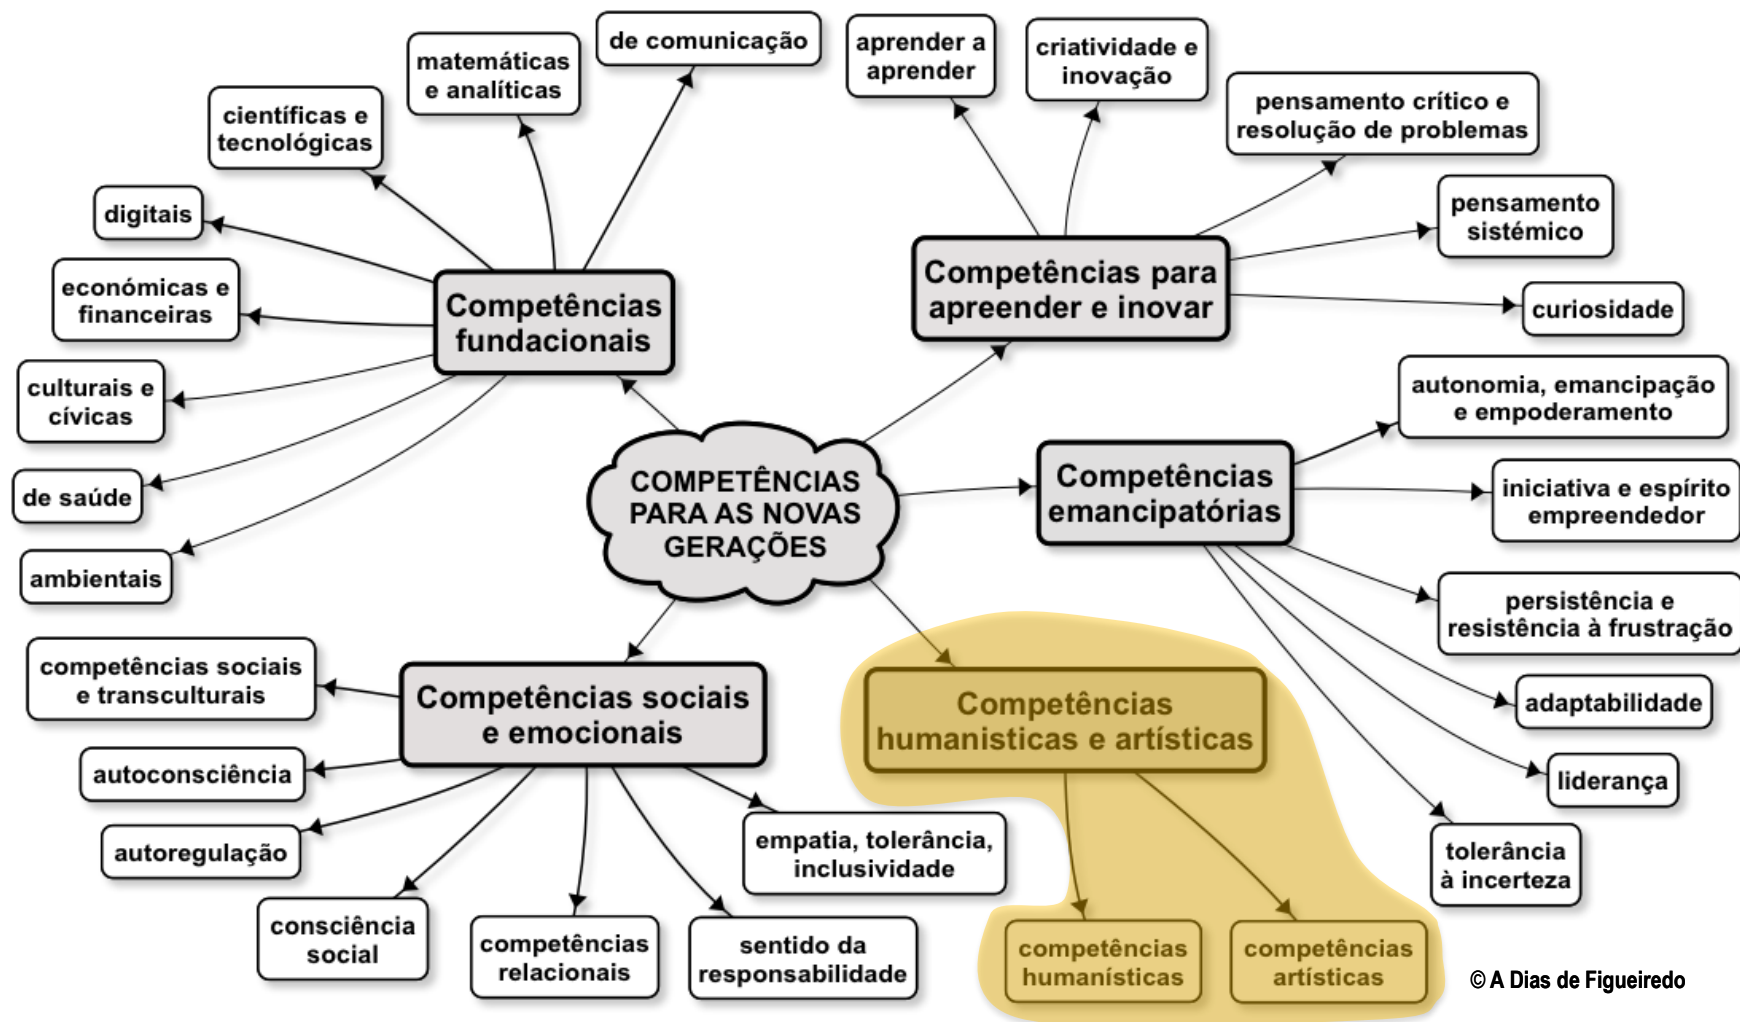 de comunicação
matemáticas
e analíticas
científicas e
tecnológicas
digitais
económicas e
financeiras
culturais e
cívicas
de saúde
ambientais
Competências
fundacionais
aprender a
aprender
criatividade e
inovação
pensamento crítico e
resolução de problemas
pensamento
sistémico
curiosidade
Competências para
apreender e inovar
COMPETÊNCIAS
PARA AS NOVAS
GERAÇÕES
Competências
emancipatórias
autonomia, emancipação
e empoderamento
iniciativa e espírito
empreendedor
persistência e
resistência à frustração
adaptabilidade
liderança
tolerância
à incerteza
Competências sociais
e emocionais
competências sociais
e transculturais
autoconsciência
autoregulação
consciência
social
competências
relacionais
sentido da
responsabilidade
empatia, tolerância,
inclusividade
Competências
humanisticas e artísticas
competências
humanísticas
competências
artísticas
© A Dias de Figueiredo